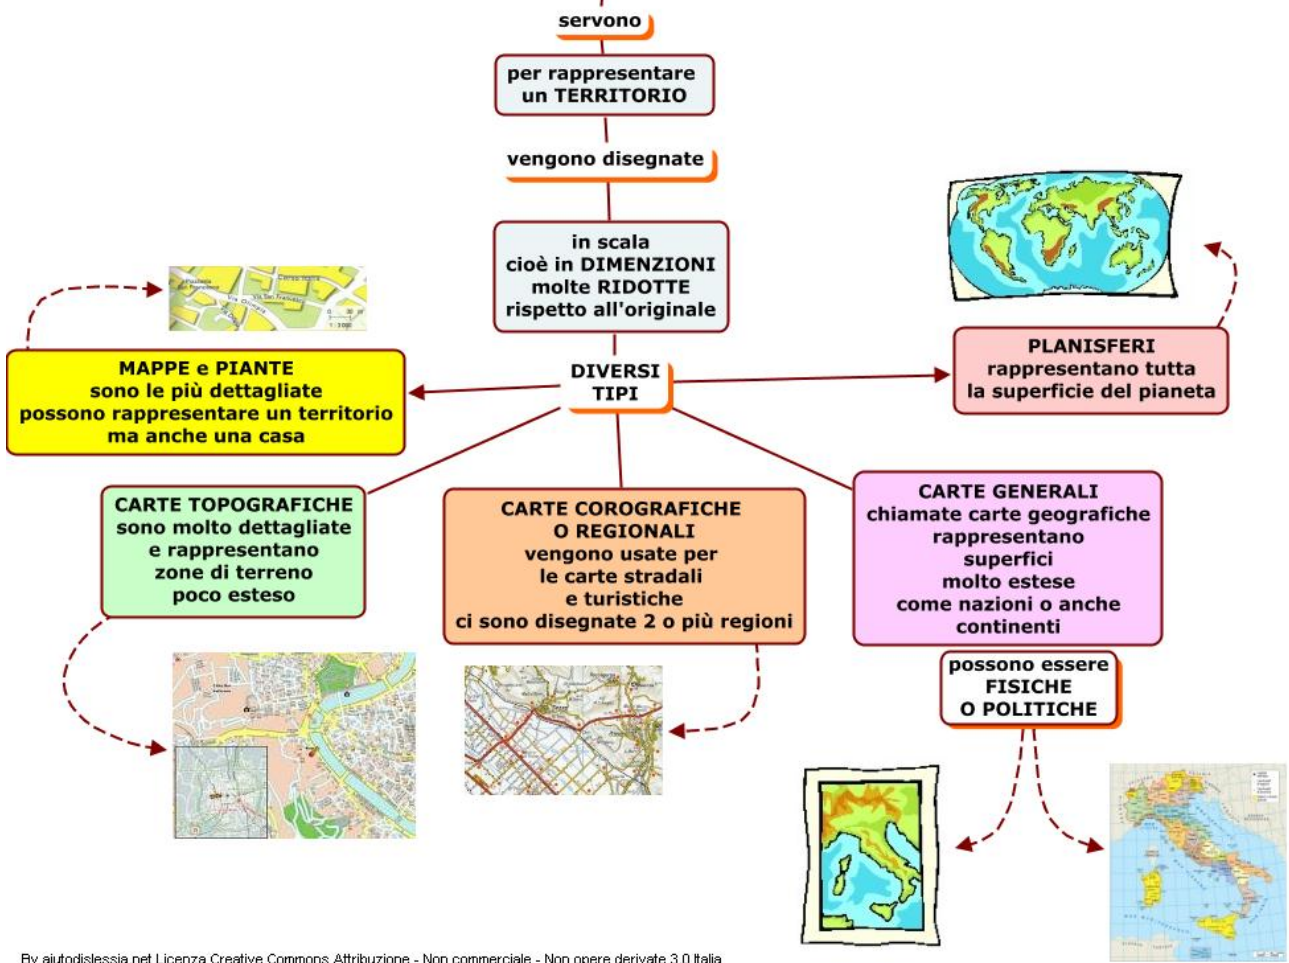 servono
per rappresentare
un TERRITORIO
vengono disegnate
in scala
cioè in DIMENZIONI
molte RIDOTTE
rispetto all'originale
DIVERSI
TIPI
MAPPE e PIANTE
sono le più dettagliate
possono rappresentare un territorio
ma anche una casa
PLANISFERI
rappresentano tutta
la superficie del pianeta
CARTE TOPOGRAFICHE
sono molto dettagliate
e rappresentano
zone di terreno
poco esteso
CARTE COROGRAFICHE
O REGIONALI
vengono usate per
le carte stradali
e turistiche
ci sono disegnate 2 o più regioni
CARTE GENERALI
chiamate carte geografiche
rappresentano
superfici
molto estese
come nazioni o anche
continenti
possono essere
FISICHE
O POLITICHE
Via San Francesco
Via Olimpia
By aiutodislessia.net Licenza Creative Commons Attribuzione - Non commerciale - Non opere derivate 3.0 Italia